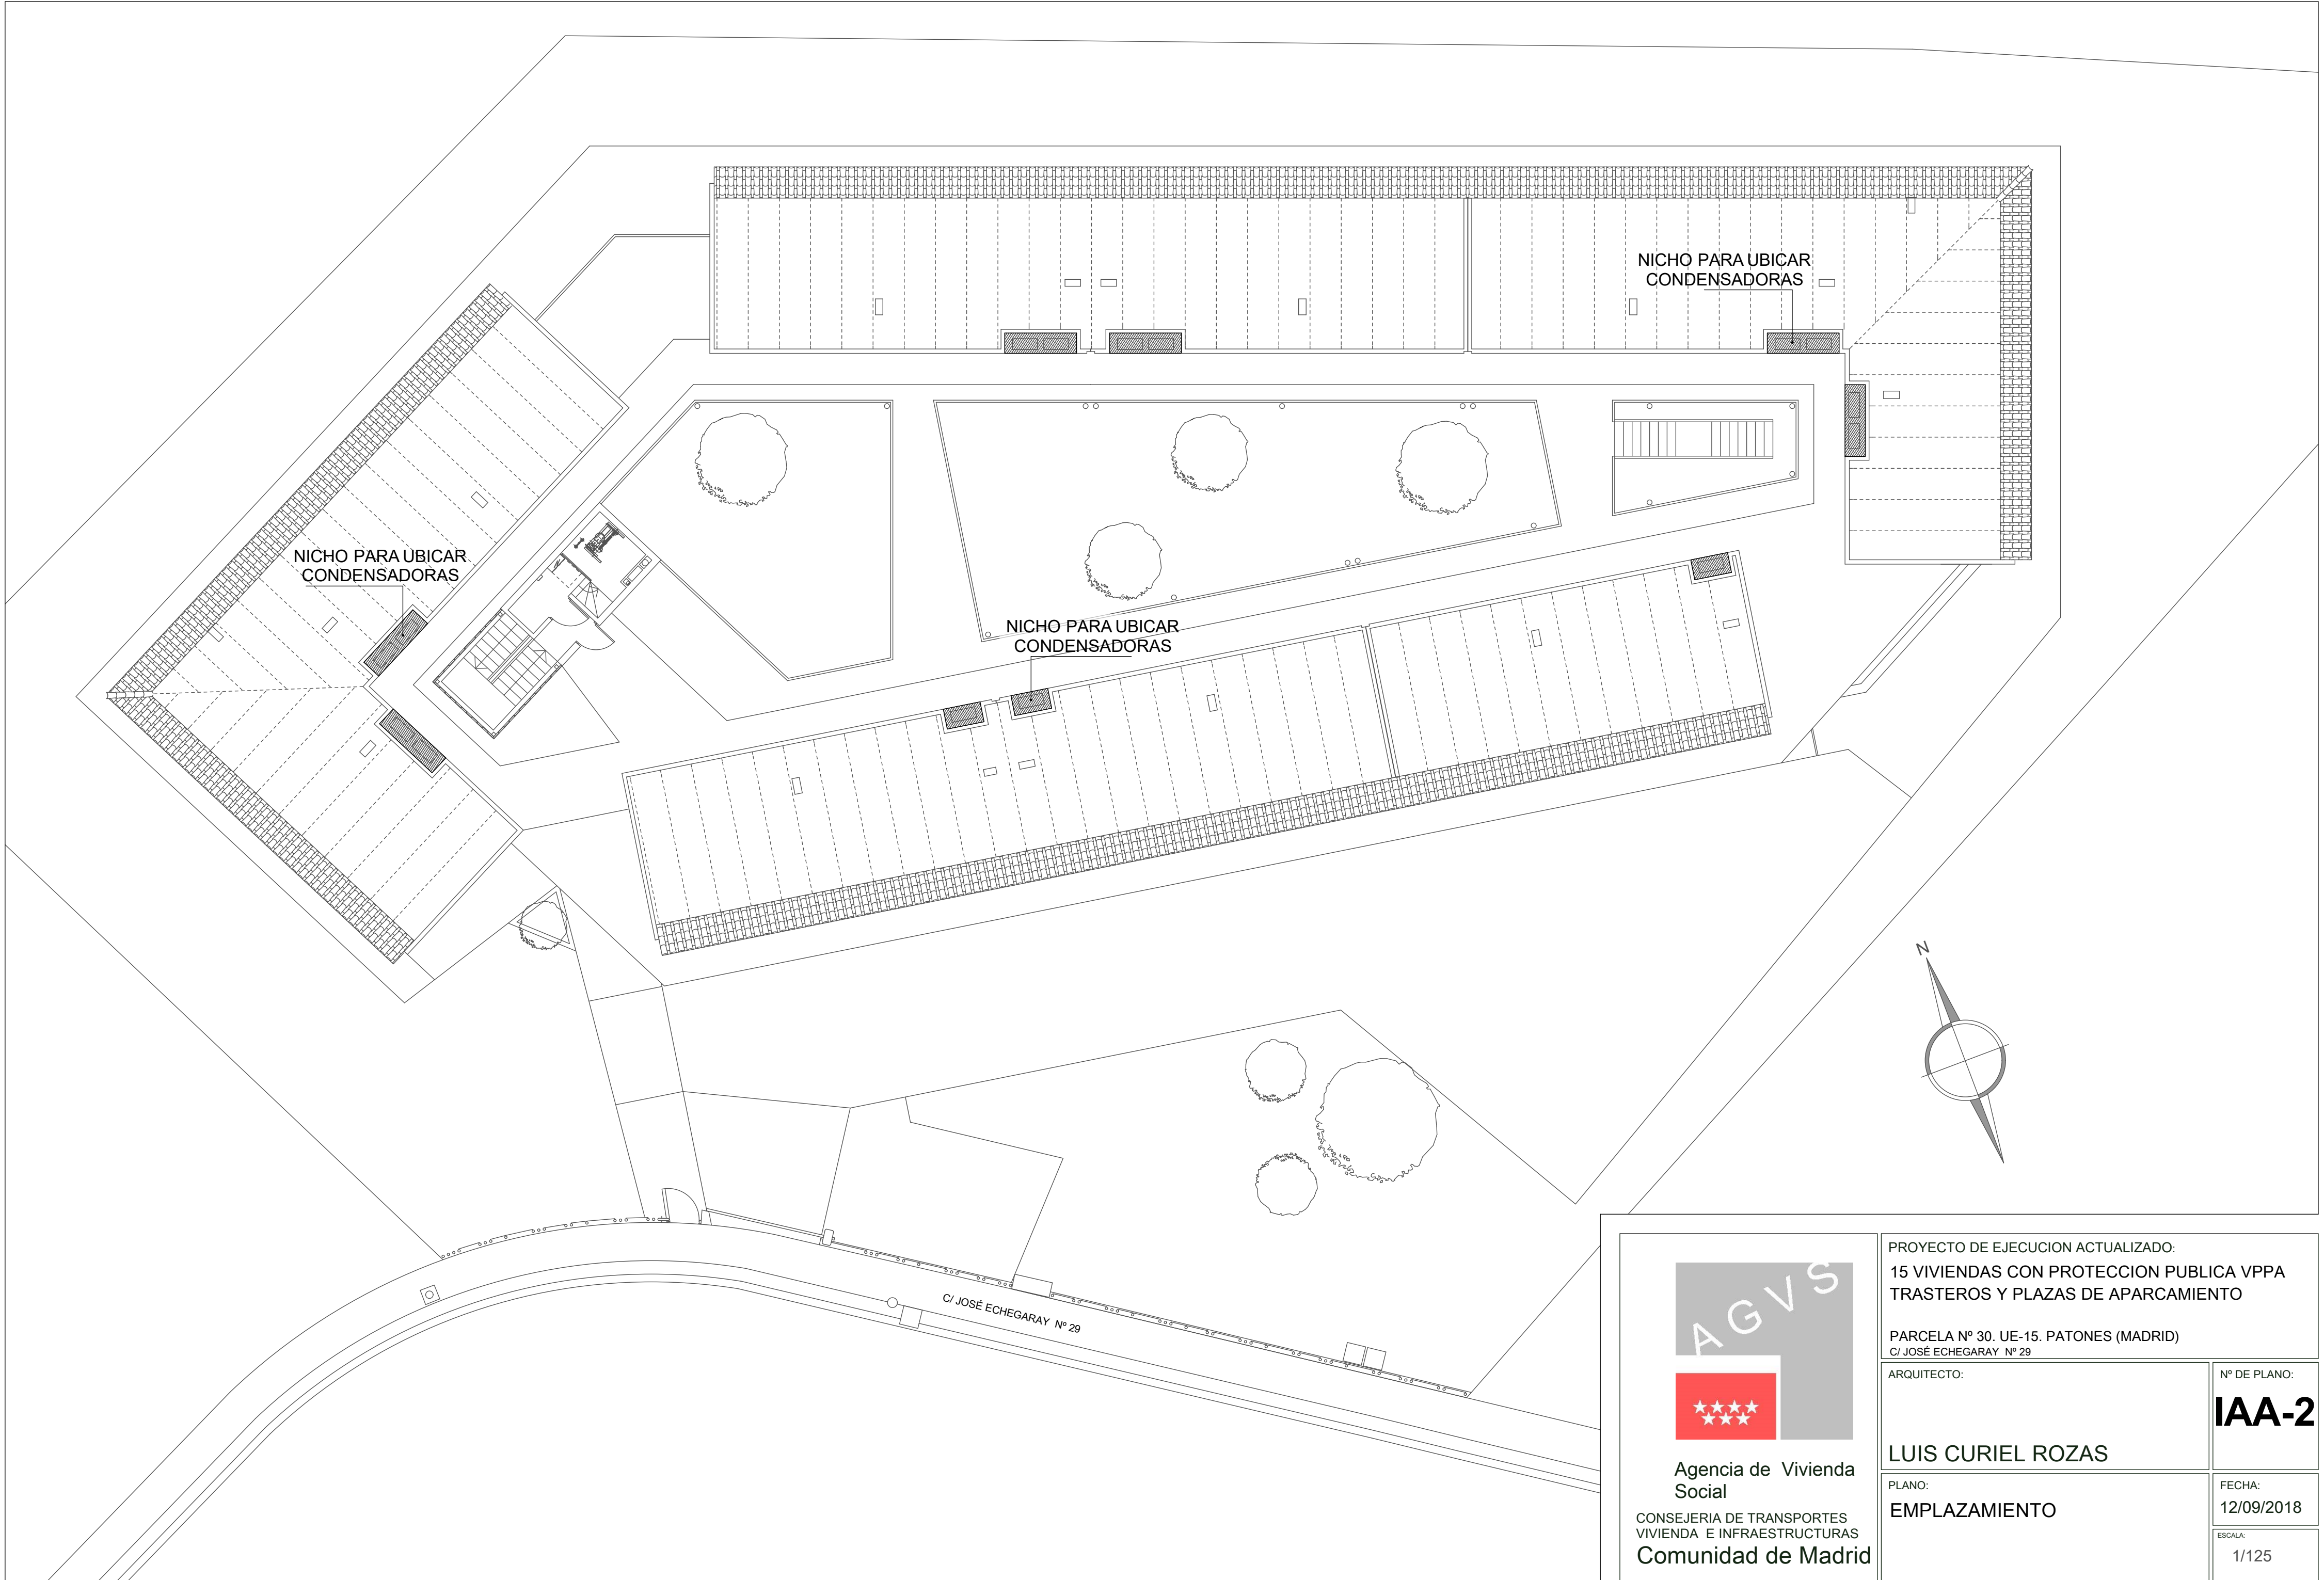 NICHO PARA UBICAR
CONDENSADORAS
NICHO PARA UBICAR
CONDENSADORAS
NICHO PARA UBICAR
CONDENSADORAS
N
C/ JOSÉ ECHEGARAY Nº 29
AGVS
Agencia de Vivienda
Social
CONSEJERIA DE TRANSPORTES
VIVIENDA E INFRAESTRUCTURAS
Comunidad de Madrid
PROYECTO DE EJECUCION ACTUALIZADO:
15 VIVIENDAS CON PROTECCION PUBLICA VPPA
TRASTEROS Y PLAZAS DE APARCAMIENTO
PARCELA Nº 30. UE-15. PATONES (MADRID)
C/ JOSÉ ECHEGARAY Nº 29
ARQUITECTO:
LUIS CURIEL ROZAS
Nº DE PLANO:
IAA-2
PLANO:
EMPLAZAMIENTO
FECHA:
12/09/2018
ESCALA:
1/125